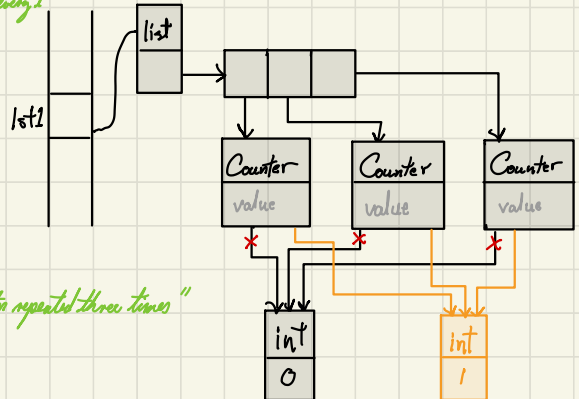 list
lst1
Counter
Counter
Counter
value
value
value
repeated three times"
int
0
int
1